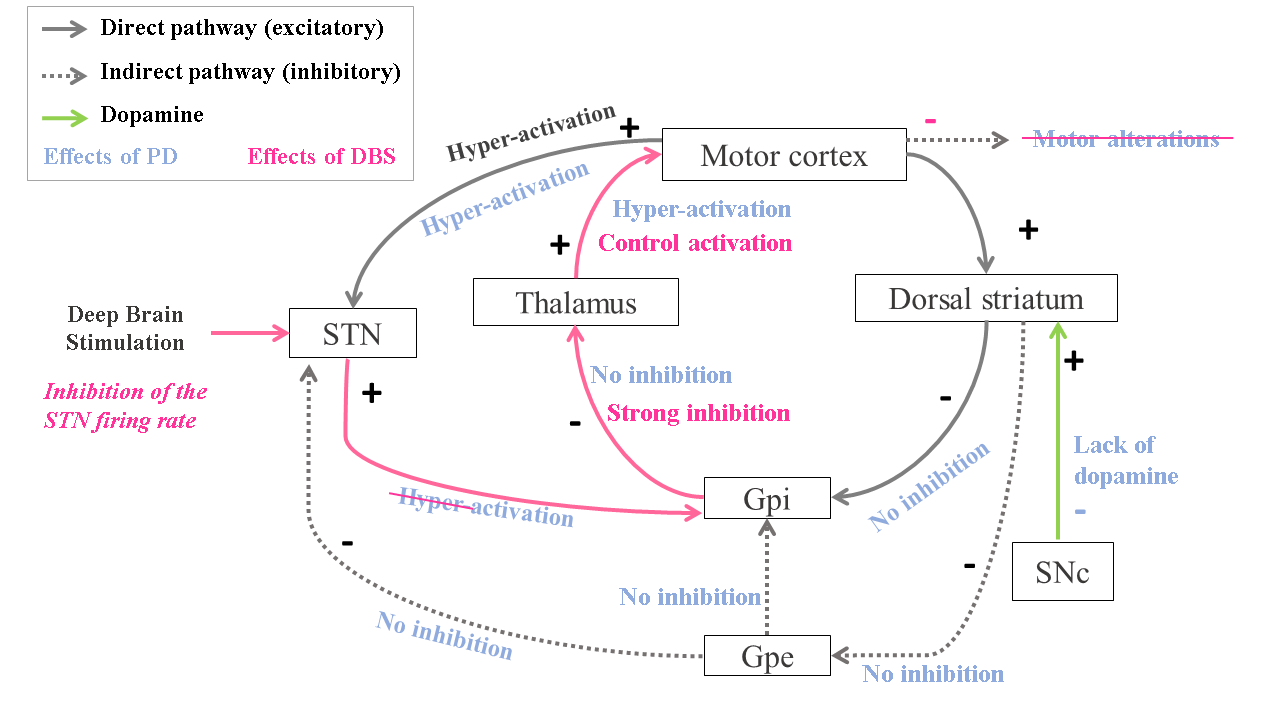 Direct pathway (excitatory)
Indirect pathway (inhibitory)
Dopamine
Effects of PD
Effects of DBS
Hyper-activation
+
Hyper-activation
Motor cortex
-
Motor alterations
Hyper-activation
Control activation
+
+
Thalamus
Dorsal striatum
Deep Brain
Stimulation
STN
Inhibition of the
STN firing rate
+
No inhibition
Strong inhibition
-
-
+
Lack of
dopamine
-
No inhibition
Hyper-activation
Gpi
-
-
SNc
No inhibition
No inhibition
Gpe
No inhibition